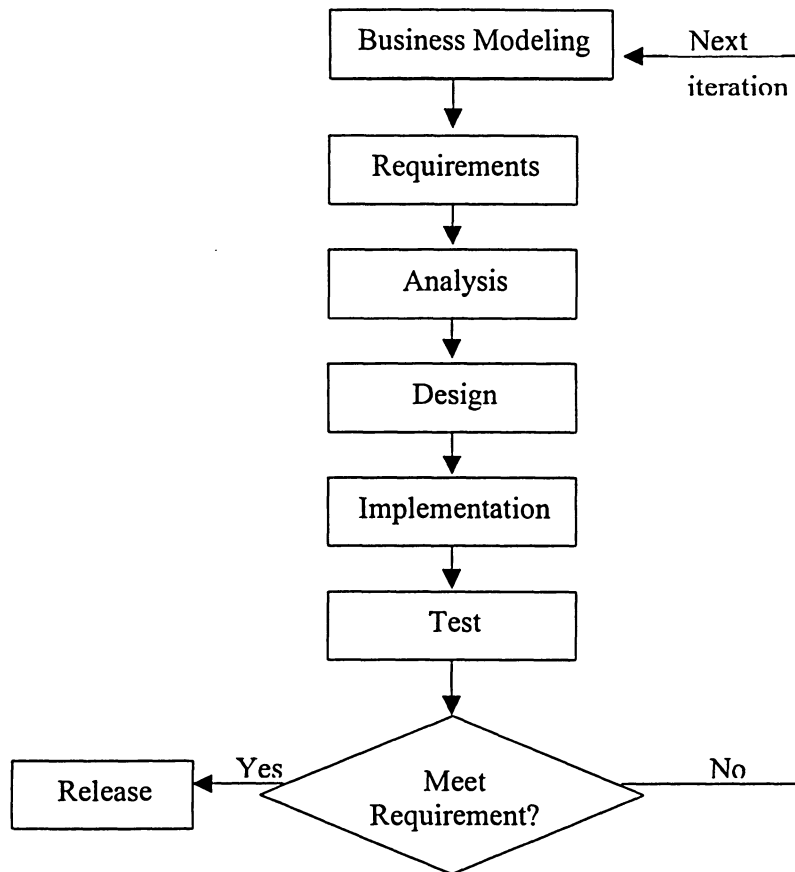 Business Modeling
Next
iteration
Requirements
Analysis
Design
Implementation
Test
Yes
No
Release
Meet
Requirement?